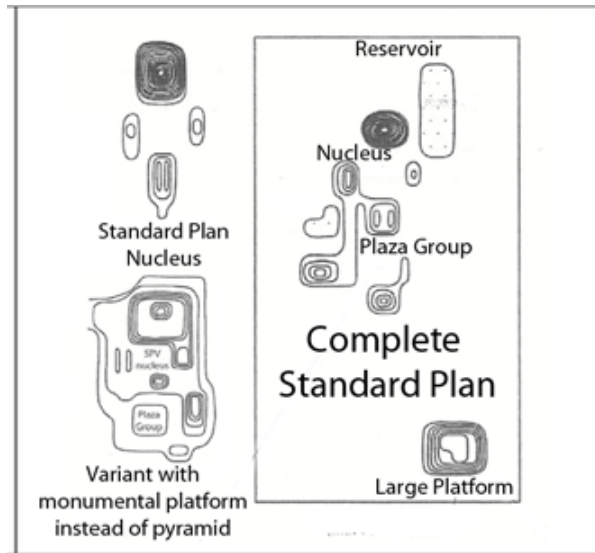 Standard Plan
Nucleus
SPV
nucleus
Plaza
Group
Variant with
monumental platform
instead of pyramid
Reservoir
Nucleus
Plaza Group
Complete
Standard Plan
Large Platform